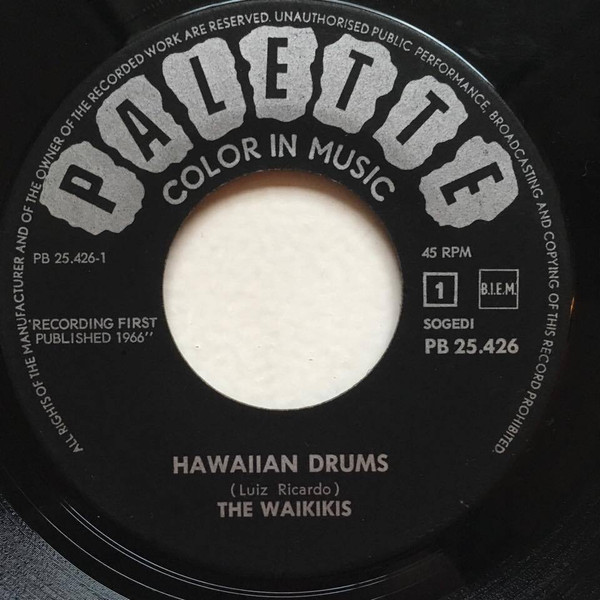 ALL RIGHTS OF THE MANUFACTURER AND OF THE OWNER OF THE RECORDED WORK ARE RESERVED. UNAUTHORISED PUBLIC PERFORMANCE, BROADCASTING AND COPYING OF THIS RECORD PROHIBITED.
PALETTE
COLOR IN MUSIC
PB 25.426-1
45 RPM
1
B.I.E.M.
"RECORDING FIRST
PUBLISHED 1966"
SOGEDI
PB 25.426
HAWAIIAN DRUMS
(Luiz Ricardo)
THE WAIKIKIS